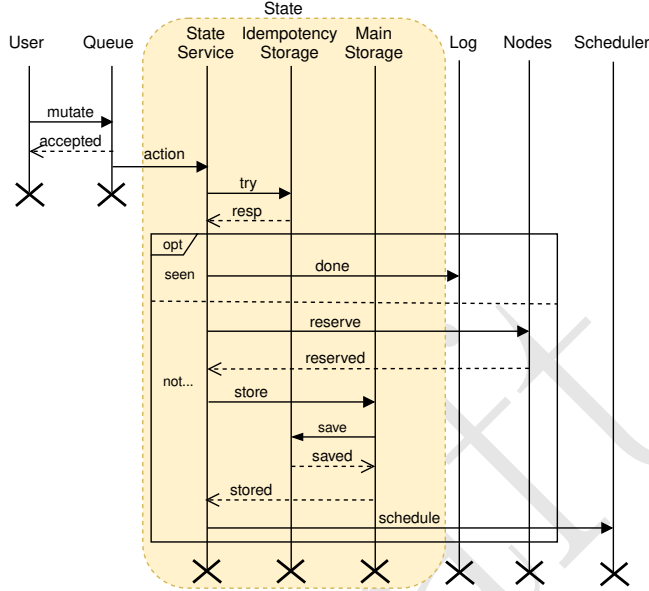 State
User
Queue
State
Service
Idempotency
Storage
Main
Storage
Log
Nodes
Scheduler
mutate
accepted
action
try
resp
opt
seen
done
reserve
reserved
not...
store
save
saved
stored
schedule